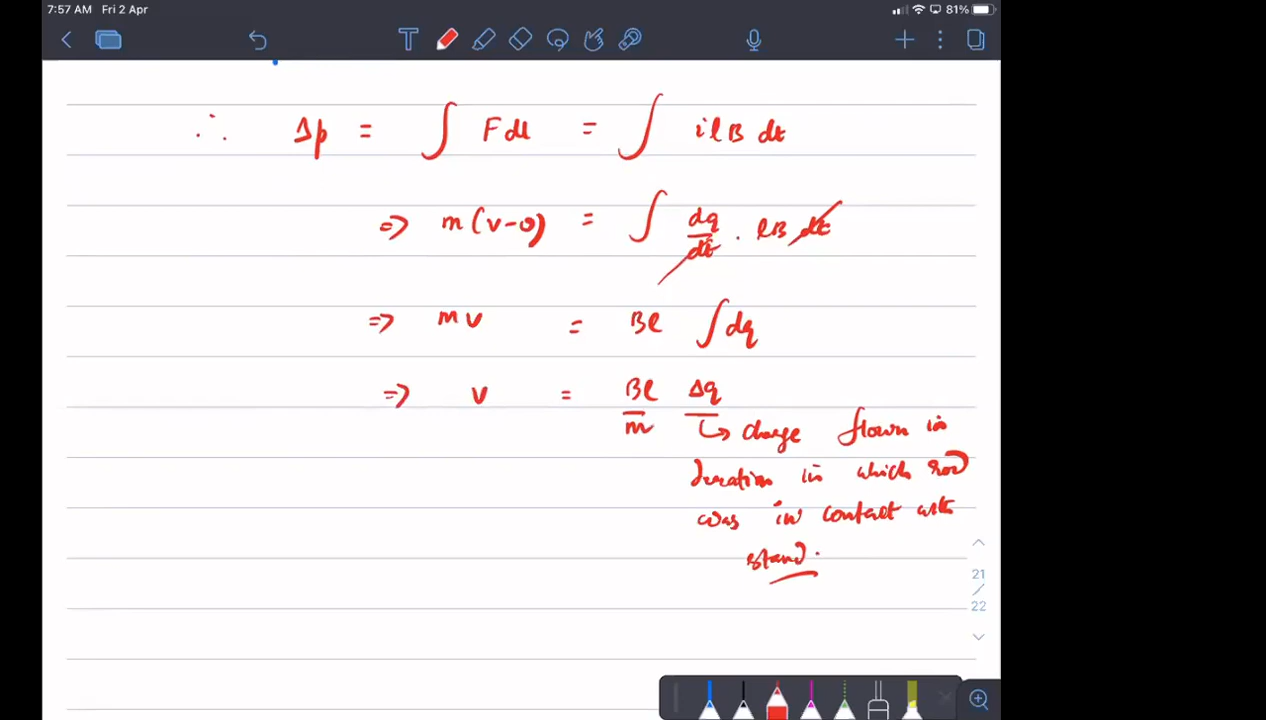 7:57 AM Fri 2 Apr
81%
T
∴ Δp = ∫ F dt = ∫ i l B dt
=> m(v-0) = ∫ dq/dt . lB dt
=> mv = Bl ∫ dq
=> v = Bl/m Δq
↳ charge flown in
duration in which rod
was in contact with
stand.
21
/
22